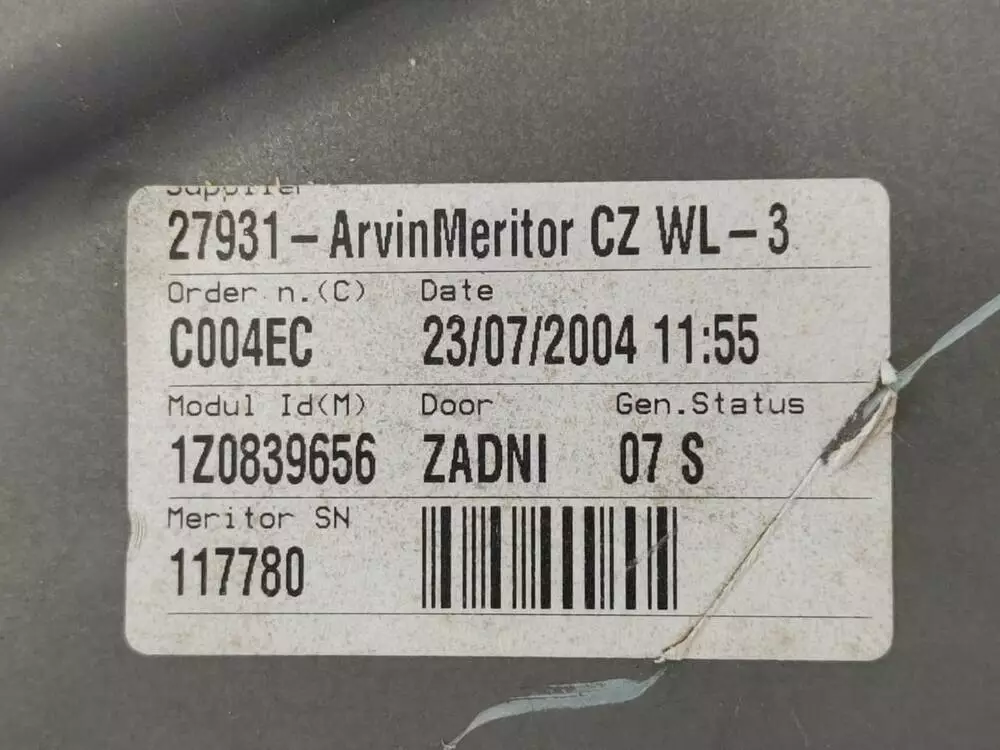 Supplier
27931-ArvinMeritor CZ WL-3
Order n.(C) Date
C004EC 23/07/2004 11:55
Modul Id(M) Door Gen.Status
1Z0839656 ZADNI 07 S
Meritor SN
117780